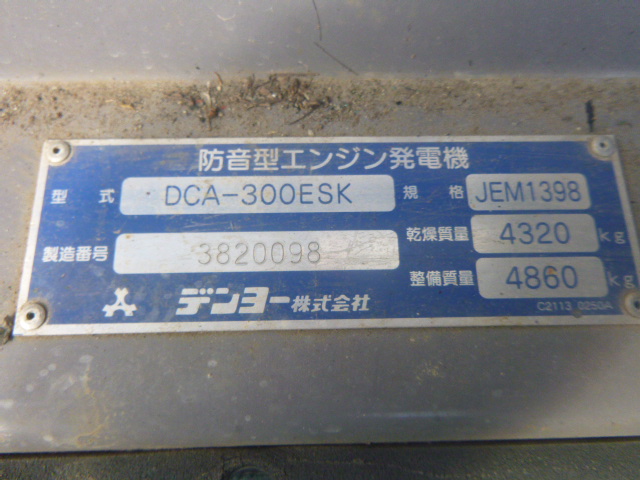 防音型エンジン発電機
型式 DCA-300ESK 規格 JEM1398
製造番号 3820098 乾燥質量 4320 kg
整備質量 4860 kg
デンヨー株式会社